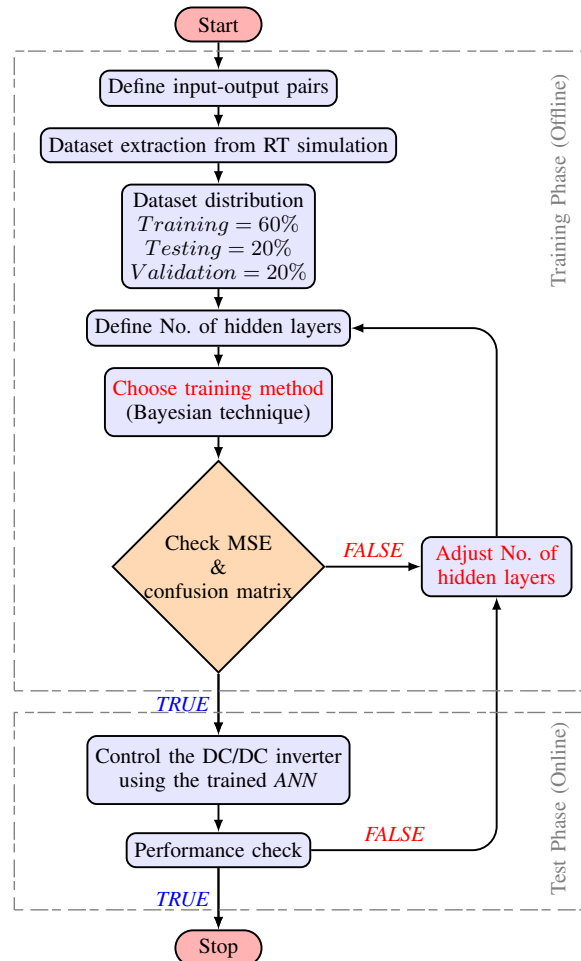 Start
Define input-output pairs
Dataset extraction from RT simulation
Dataset distribution
Training = 60%
Testing = 20%
Validation = 20%
Define No. of hidden layers
Choose training method
(Bayesian technique)
Check MSE
&
confusion matrix
FALSE
Adjust No. of
hidden layers
TRUE
Training Phase (Offline)
Control the DC/DC inverter
using the trained ANN
Performance check
FALSE
TRUE
Test Phase (Online)
Stop